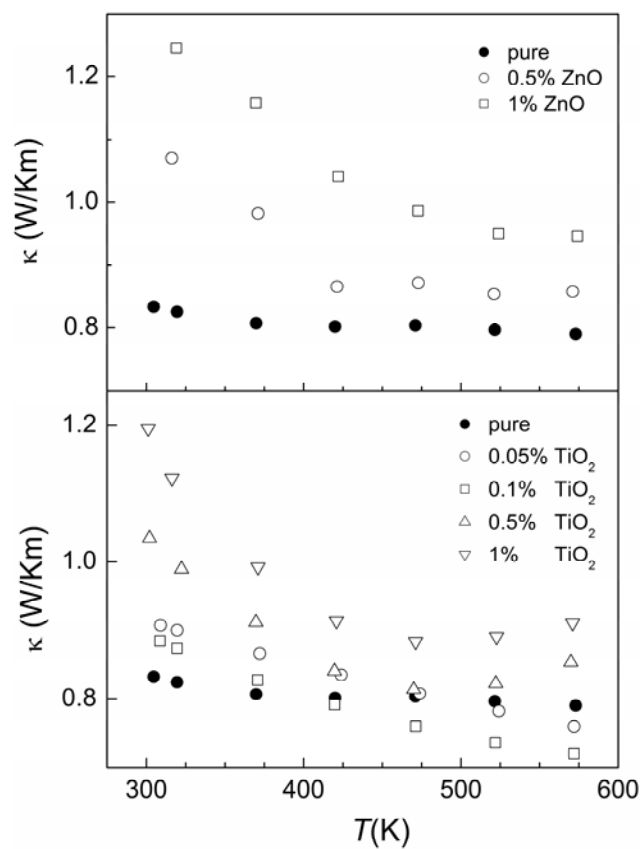 pure
0.5% ZnO
1% ZnO
1.2
1.0
0.8
κ (W/Km)
pure
0.05% TiO₂
0.1% TiO₂
0.5% TiO₂
1% TiO₂
1.2
1.0
0.8
κ (W/Km)
300 400 500 600
T(K)